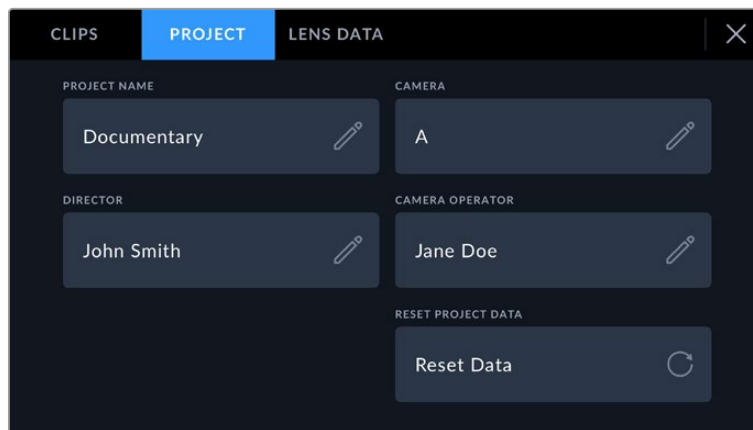 CLIPS PROJECT LENS DATA
PROJECT NAME CAMERA
Documentary A
DIRECTOR CAMERA OPERATOR
John Smith Jane Doe
RESET PROJECT DATA
Reset Data